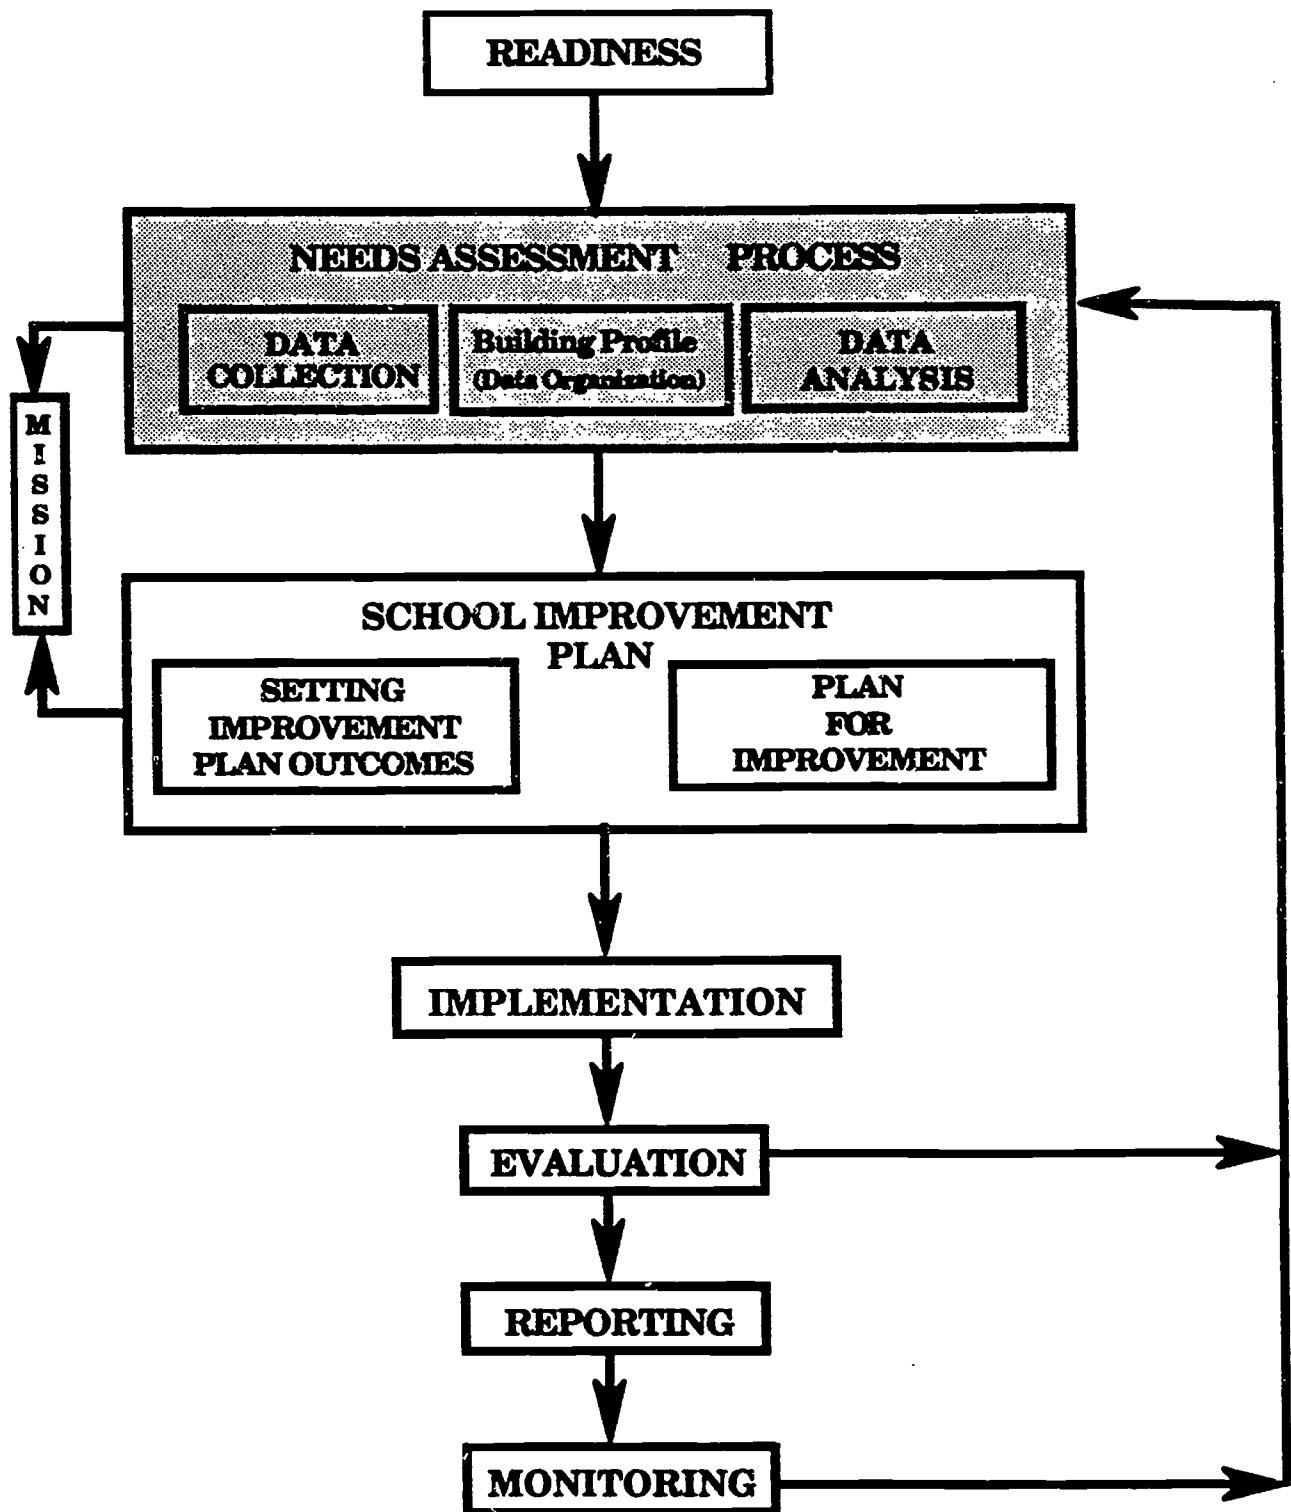 READINESS
NEEDS ASSESSMENT PROCESS
DATA
COLLECTION
Building Profile
(Data Organization)
DATA
ANALYSIS
M
I
S
S
I
O
N
SCHOOL IMPROVEMENT
PLAN
SETTING
IMPROVEMENT
PLAN OUTCOMES
PLAN
FOR
IMPROVEMENT
IMPLEMENTATION
EVALUATION
REPORTING
MONITORING